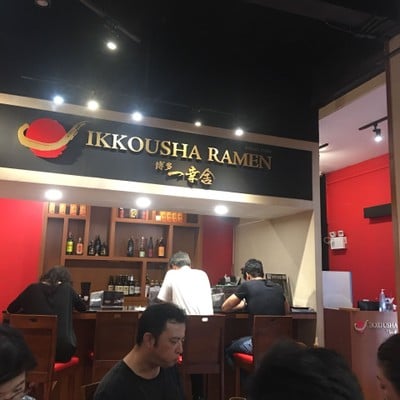 IKKOUSHA RAMEN
博多
一幸舎
IKKOUSHA